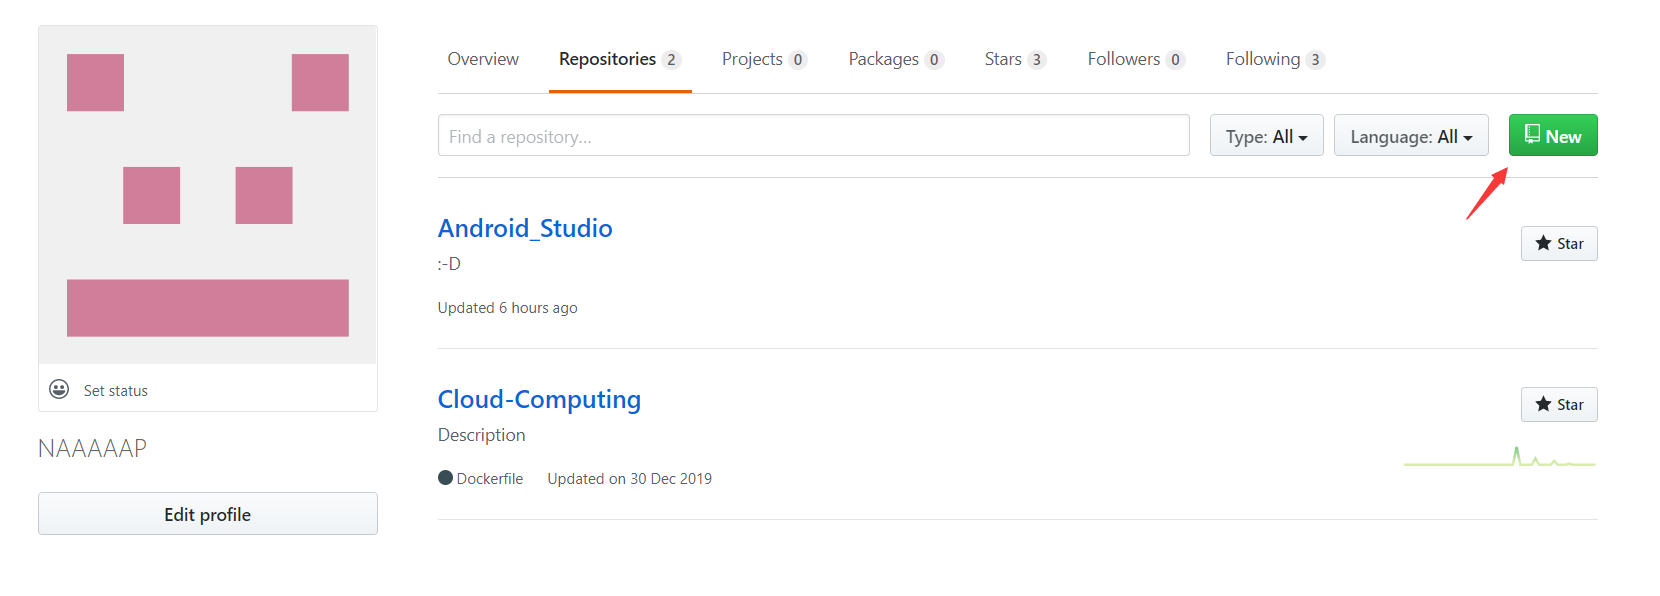 Overview Repositories 2 Projects 0 Packages 0 Stars 3 Followers 0 Following 3
Find a repository... Type: All Language: All New
Android_Studio
Star
:-D
Updated 6 hours ago
Set status
Cloud-Computing
Star
Description
NAAAAAP
Dockerfile Updated on 30 Dec 2019
Edit profile